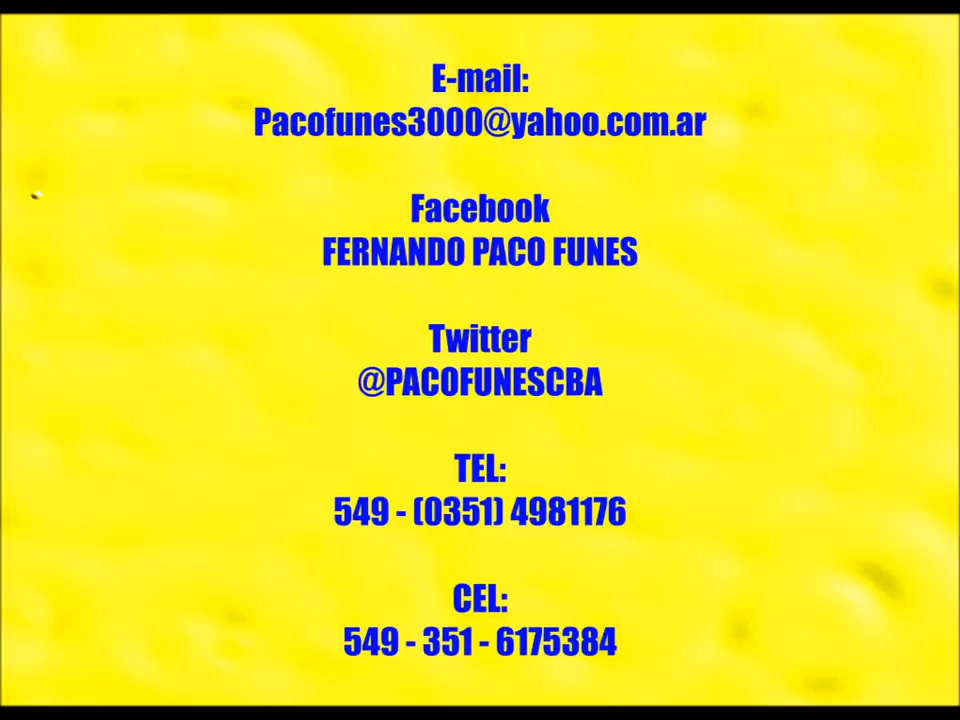 E-mail:
Pacofunes3000@yahoo.com.ar
Facebook
FERNANDO PACO FUNES
Twitter
@PACOFUNESCBA
TEL:
549 - (0351) 4981176
CEL:
549 - 351 - 6175384